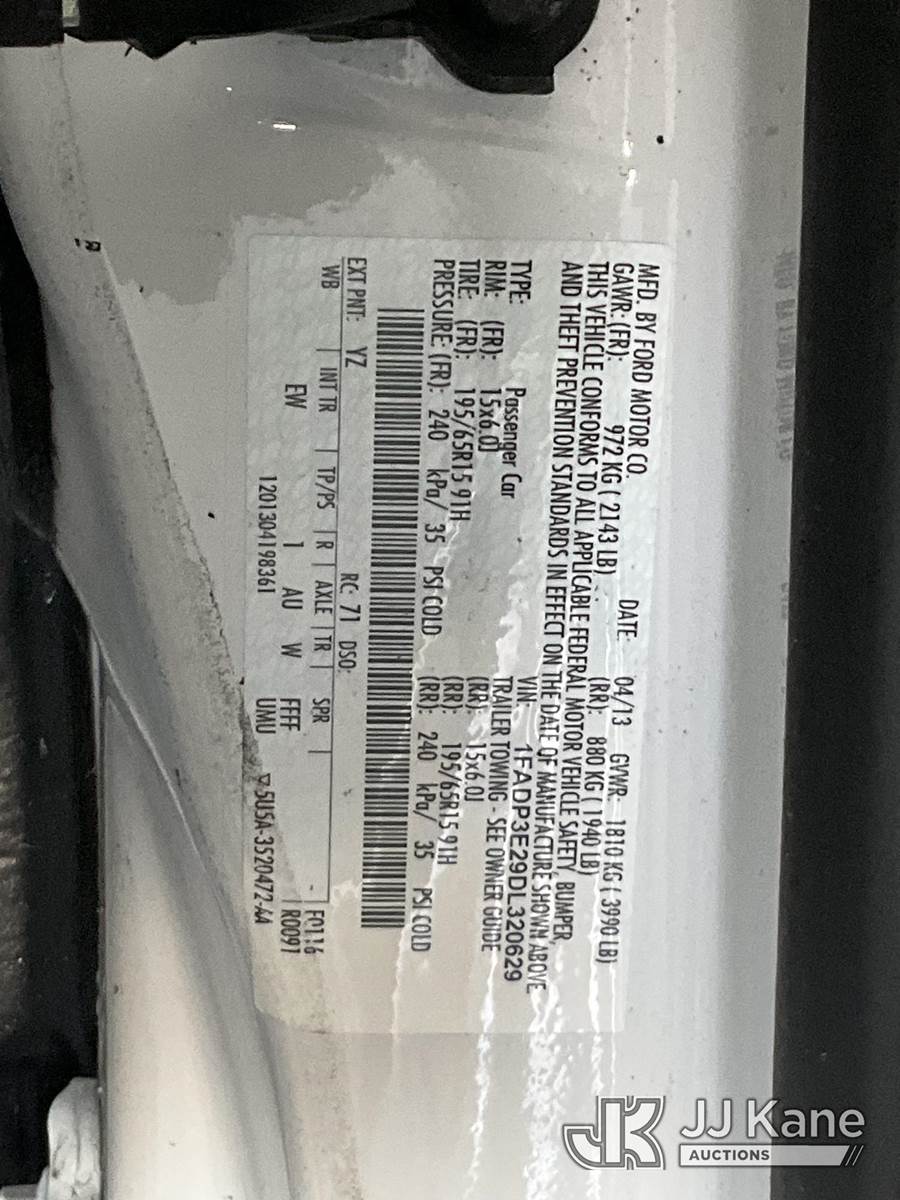 MFD. BY FORD MOTOR CO.
DATE: 04/13 GVWR: 1810 KG ( 3990 LB)
GAWR: (FR): 972 KG ( 2143 LB) (RR): 880 KG ( 1940 LB)
THIS VEHICLE CONFORMS TO ALL APPLICABLE FEDERAL MOTOR VEHICLE SAFETY, BUMPER,
AND THEFT PREVENTION STANDARDS IN EFFECT ON THE DATE OF MANUFACTURE SHOWN ABOVE
VIN: 1FADP3E29DL320629
TYPE: Passenger Car TRAILER TOWING - SEE OWNER GUIDE
RIM: (FR): 15x6.0J (RR): 15x6.0J
TIRE: (FR): 195/65R15 91H (RR): 195/65R15 91H
PRESSURE: (FR): 240 kPa/ 35 PSI COLD (RR): 240 kPa/ 35 PSI COLD
EXT PNT: YZ RC: 71 DSO:
WB INT TR TP/PS R AXLE TR SPR - F0116
EW 1 AU W FFFF R0091
1201304198361 UMU ▽5U5A-3520472-AA
JK JJ Kane
AUCTIONS